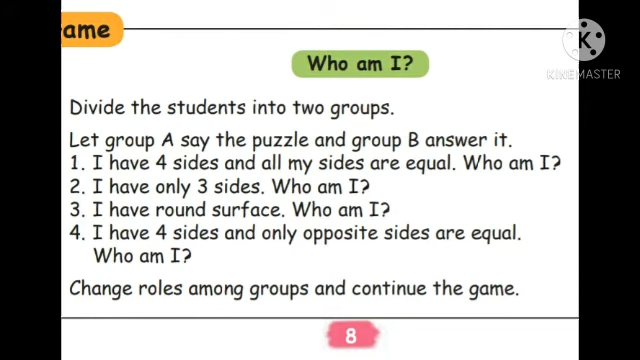 ame
K
KINEMASTER
Who am I?
Divide the students into two groups.
Let group A say the puzzle and group B answer it.
1. I have 4 sides and all my sides are equal. Who am I?
2. I have only 3 sides. Who am I?
3. I have round surface. Who am I?
4. I have 4 sides and only opposite sides are equal.
Who am I?
Change roles among groups and continue the game.
8